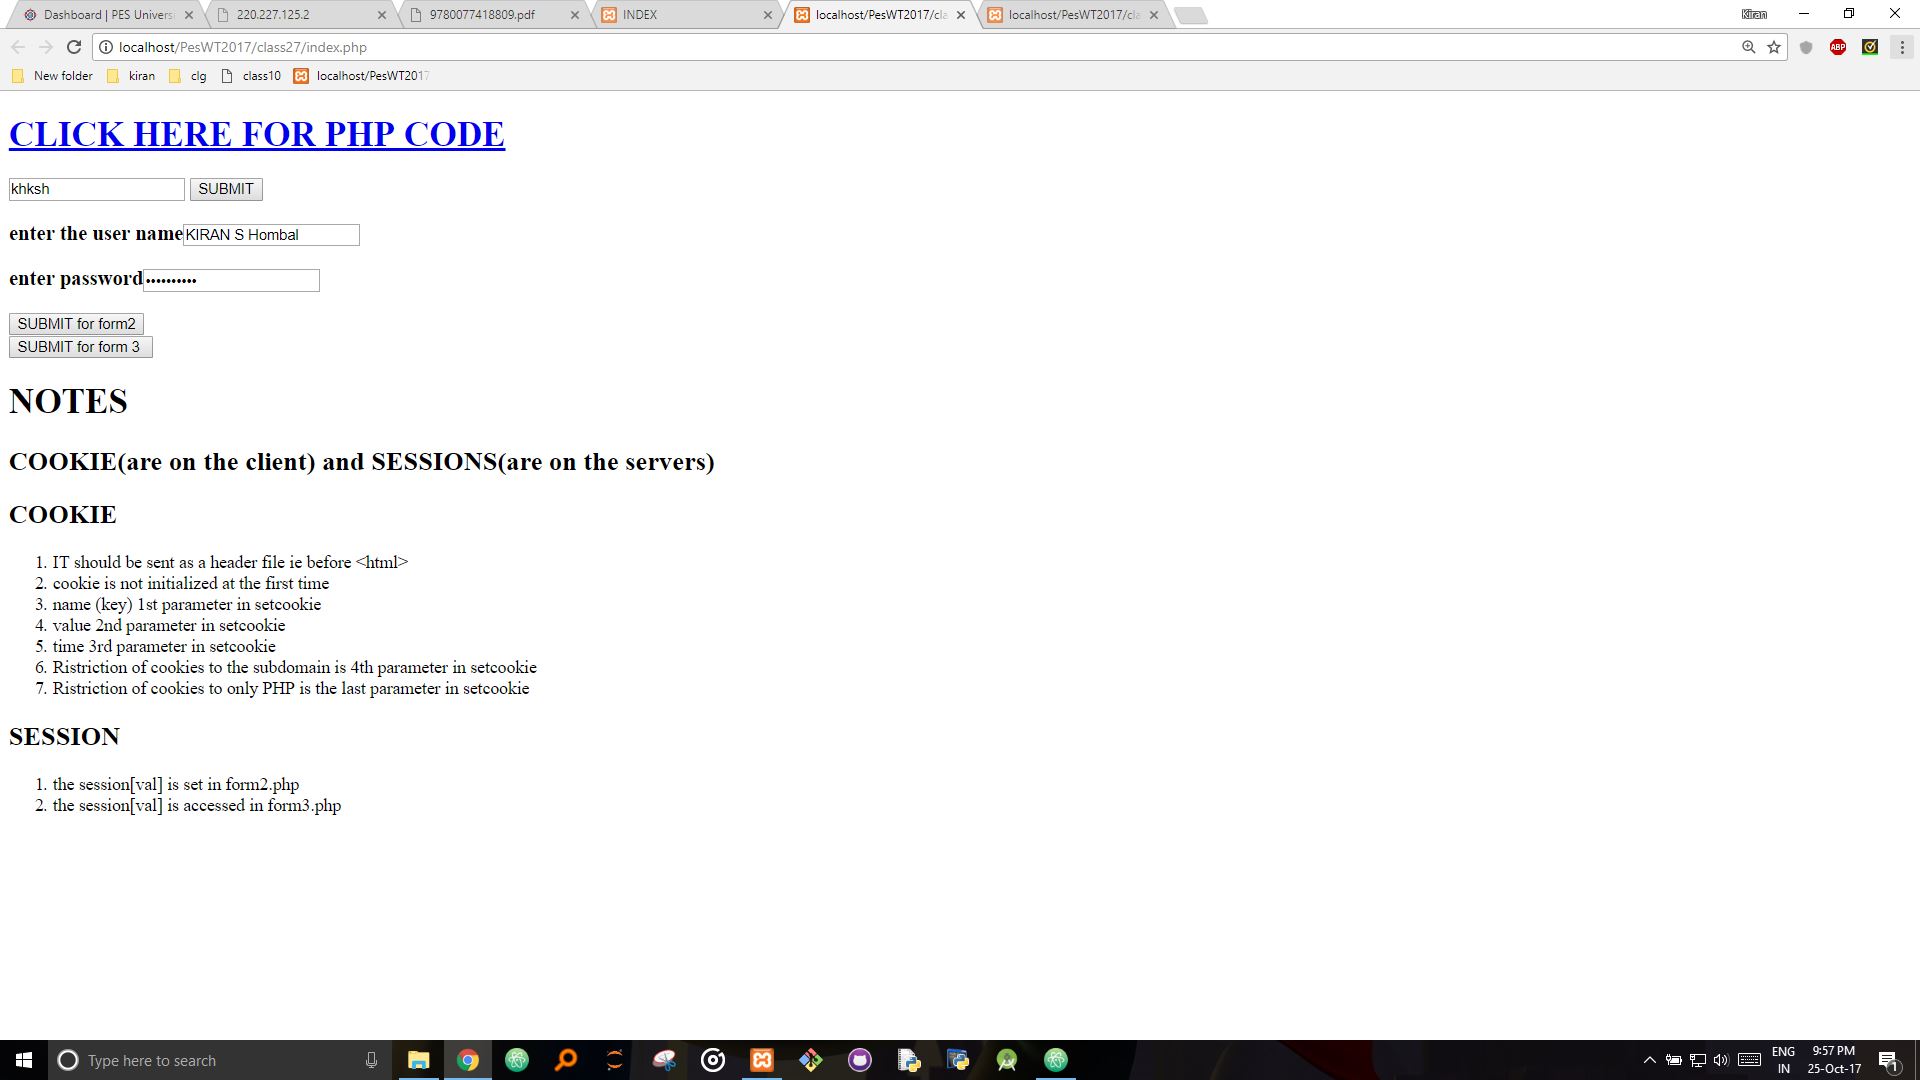 Dashboard | PES Univers
220.227.125.2
9780077418809.pdf
INDEX
localhost/PesWT2017/cla
localhost/PesWT2017/cla
Kiran
localhost/PesWT2017/class27/index.php
ABP
New folder
kiran
clg
class10
localhost/PesWT2017
CLICK HERE FOR PHP CODE
khksh SUBMIT
enter the user name KIRAN S Hombal
enter password ••••••••••
SUBMIT for form2
SUBMIT for form 3
NOTES
COOKIE(are on the client) and SESSIONS(are on the servers)
COOKIE
1. IT should be sent as a header file ie before <html>
2. cookie is not initialized at the first time
3. name (key) 1st parameter in setcookie
4. value 2nd parameter in setcookie
5. time 3rd parameter in setcookie
6. Ristriction of cookies to the subdomain is 4th parameter in setcookie
7. Ristriction of cookies to only PHP is the last parameter in setcookie
SESSION
1. the session[val] is set in form2.php
2. the session[val] is accessed in form3.php
Type here to search
ENG
IN
9:57 PM
25-Oct-17
1